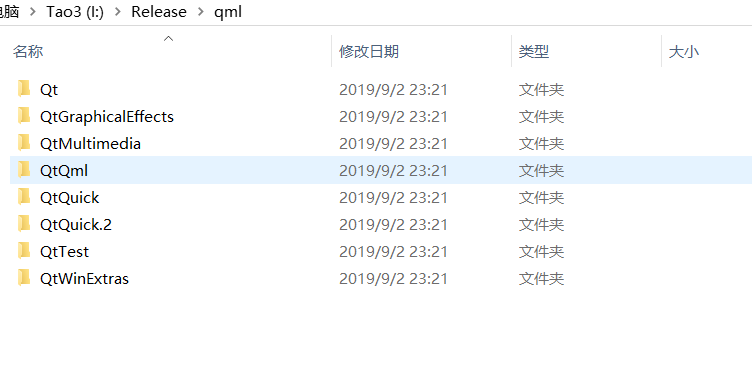 电脑 > Tao3 (I:) > Release > qml
名称 修改日期 类型 大小
Qt 2019/9/2 23:21 文件夹
QtGraphicalEffects 2019/9/2 23:21 文件夹
QtMultimedia 2019/9/2 23:21 文件夹
QtQml 2019/9/2 23:21 文件夹
QtQuick 2019/9/2 23:21 文件夹
QtQuick.2 2019/9/2 23:21 文件夹
QtTest 2019/9/2 23:21 文件夹
QtWinExtras 2019/9/2 23:21 文件夹